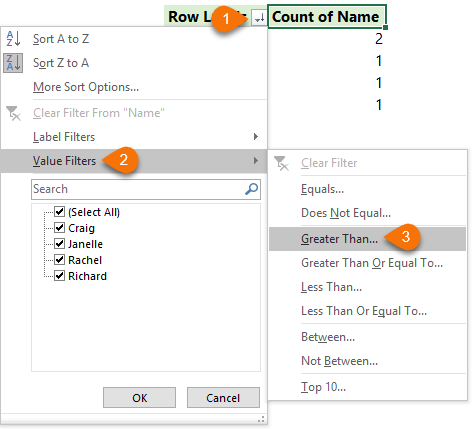 Row L 1 Count of Name
2
1
1
1
Sort A to Z
Sort Z to A
More Sort Options...
Clear Filter From "Name"
Label Filters
Value Filters 2
Search
(Select All)
Craig
Janelle
Rachel
Richard
OK Cancel
Clear Filter
Equals...
Does Not Equal...
Greater Than... 3
Greater Than Or Equal To...
Less Than...
Less Than Or Equal To...
Between...
Not Between...
Top 10...